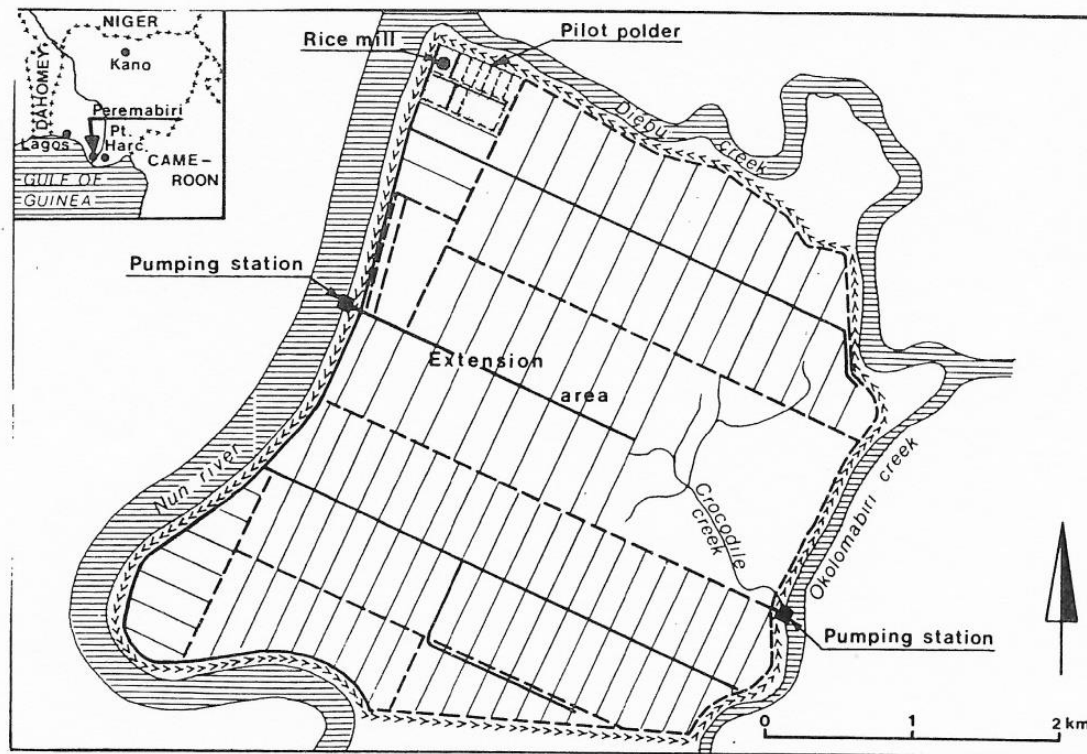 NIGER
Kano
DAHOMEY
Peremabiri
Lagos
Pt.
Harc.
CAME-
ROON
GULF OF
GUINEA
Rice mill
Pilot polder
Diebu
creek
Pumping station
Extension
area
Nun river
Crocodile
creek
Okolomabiri creek
Pumping station
0 1 2 km